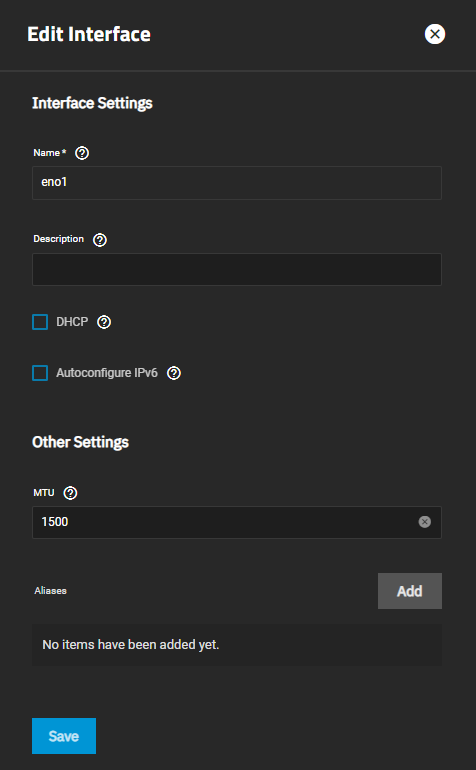 Edit Interface
Interface Settings
Name *
eno1
Description
DHCP
Autoconfigure IPv6
Other Settings
MTU
1500
Aliases
Add
No items have been added yet.
Save